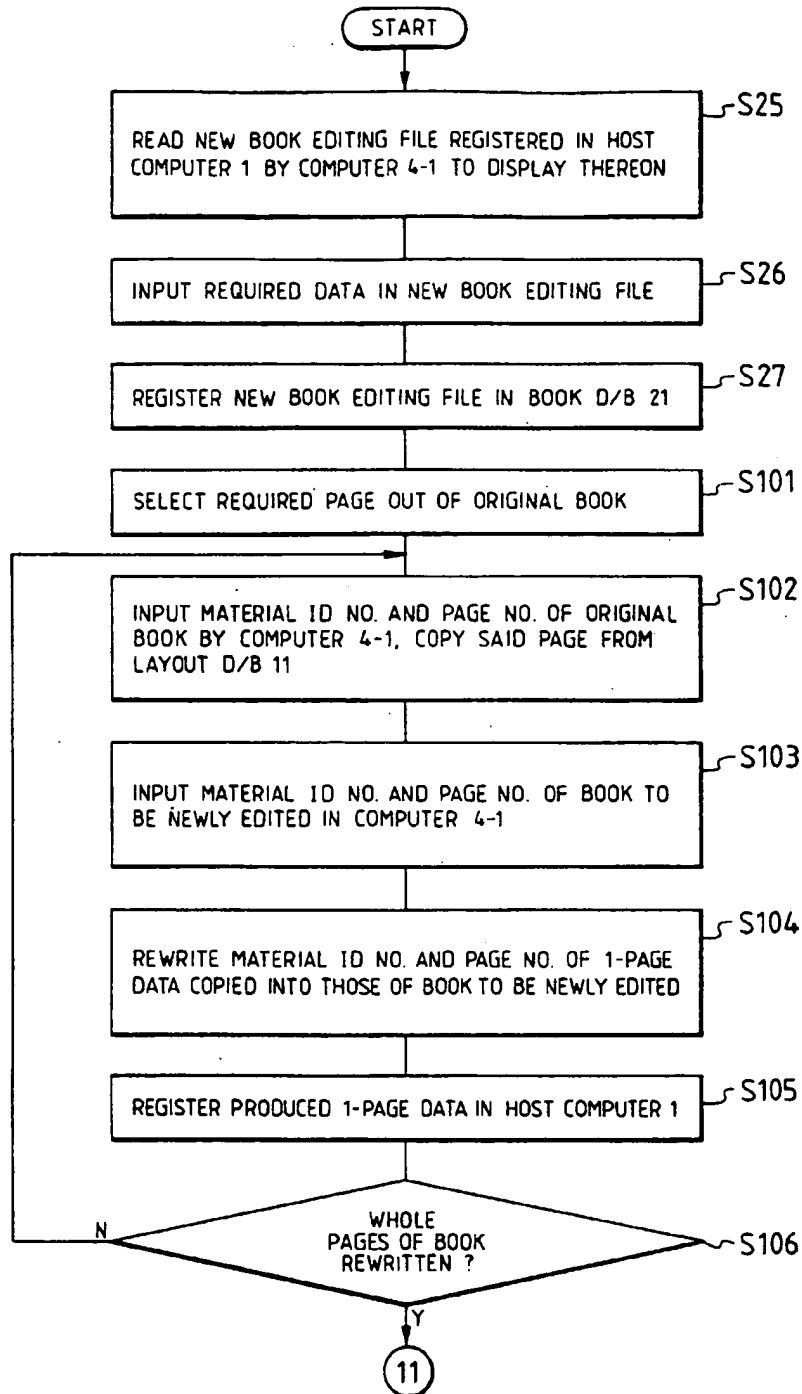 START
S25
READ NEW BOOK EDITING FILE REGISTERED IN HOST
COMPUTER 1 BY COMPUTER 4-1 TO DISPLAY THEREON
S26
INPUT REQUIRED DATA IN NEW BOOK EDITING FILE
S27
REGISTER NEW BOOK EDITING FILE IN BOOK D/B 21
S101
SELECT REQUIRED PAGE OUT OF ORIGINAL BOOK
S102
INPUT MATERIAL ID NO. AND PAGE NO. OF ORIGINAL
BOOK BY COMPUTER 4-1, COPY SAID PAGE FROM
LAYOUT D/B 11
S103
INPUT MATERIAL ID NO. AND PAGE NO. OF BOOK TO
BE NEWLY EDITED IN COMPUTER 4-1
S104
REWRITE MATERIAL ID NO. AND PAGE NO. OF 1-PAGE
DATA COPIED INTO THOSE OF BOOK TO BE NEWLY EDITED
S105
REGISTER PRODUCED 1-PAGE DATA IN HOST COMPUTER 1
N
WHOLE
PAGES OF BOOK
REWRITTEN ?
S106
Y
11